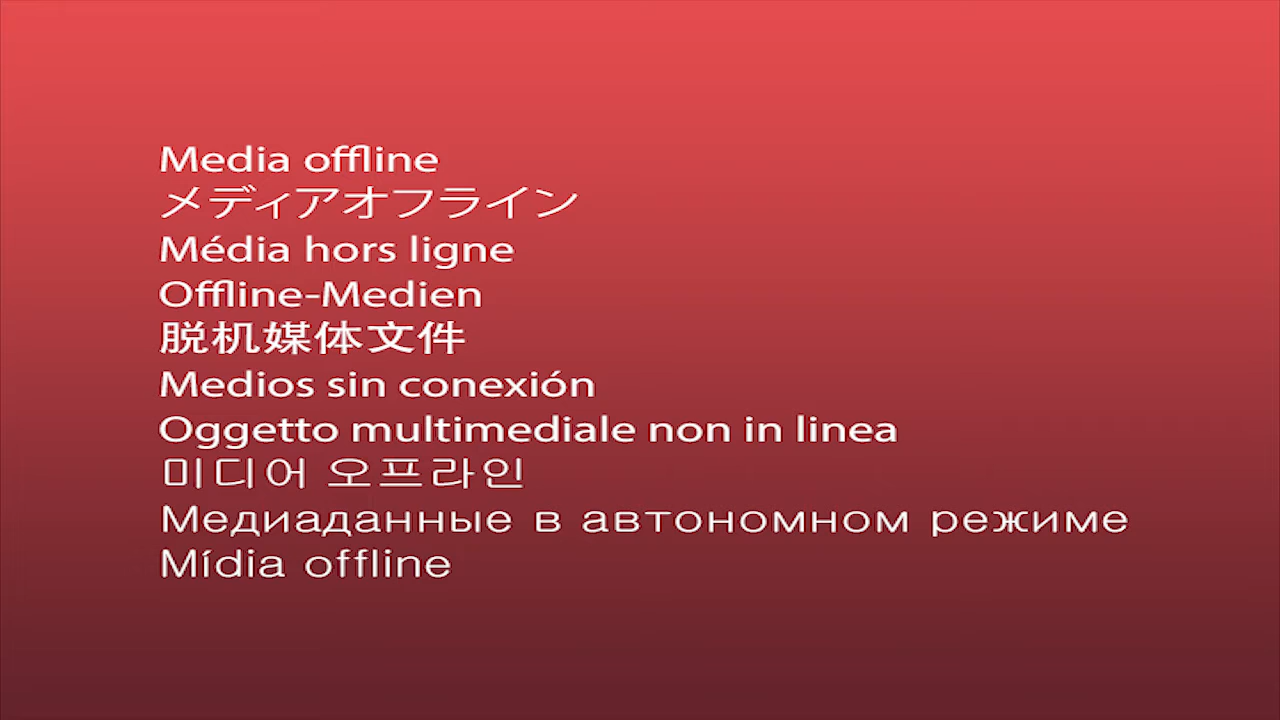 Media offline
メディアオフライン
Média hors ligne
Offline-Medien
脱机媒体文件
Medios sin conexión
Oggetto multimediale non in linea
미디어 오프라인
Медиаданные в автономном режиме
Mídia offline